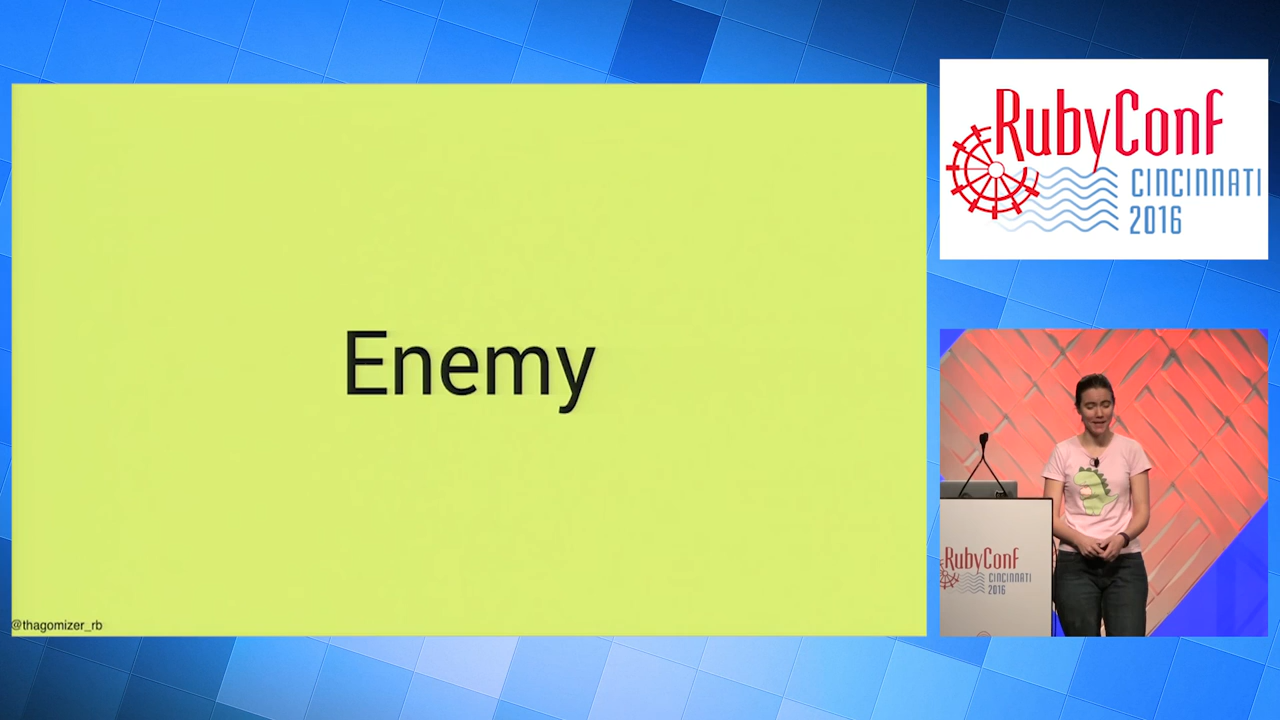 Enemy
@thagomizer_rb
RubyConf
CINCINNATI
2016
RubyConf
CINCINNATI
2016